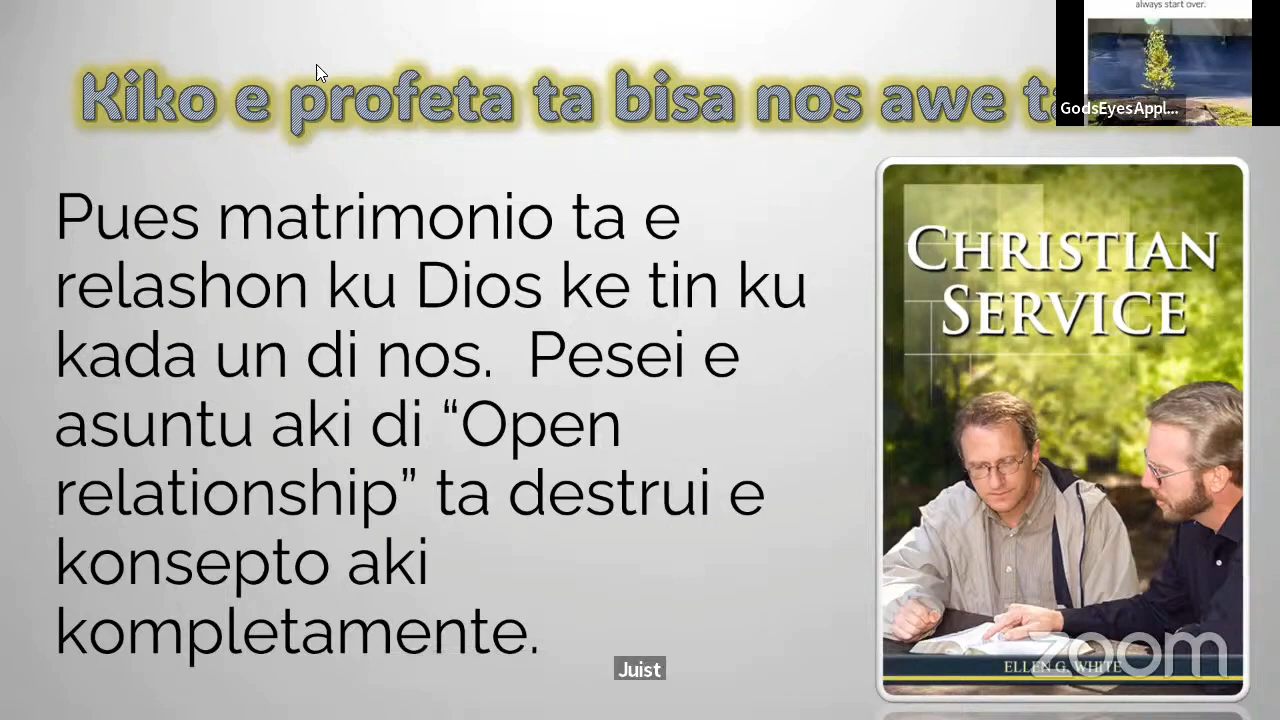 always start over.
Kiko e profeta ta bisa nos awe
GodsEyesAppl...
Pues matrimonio ta e
relashon ku Dios ke tin ku
kada un di nos. Pesei e
asuntu aki di “Open
relationship” ta destrui e
konsepto aki
kompletamente.
CHRISTIAN
SERVICE
ELLEN G. WHITE
zoom
Juist